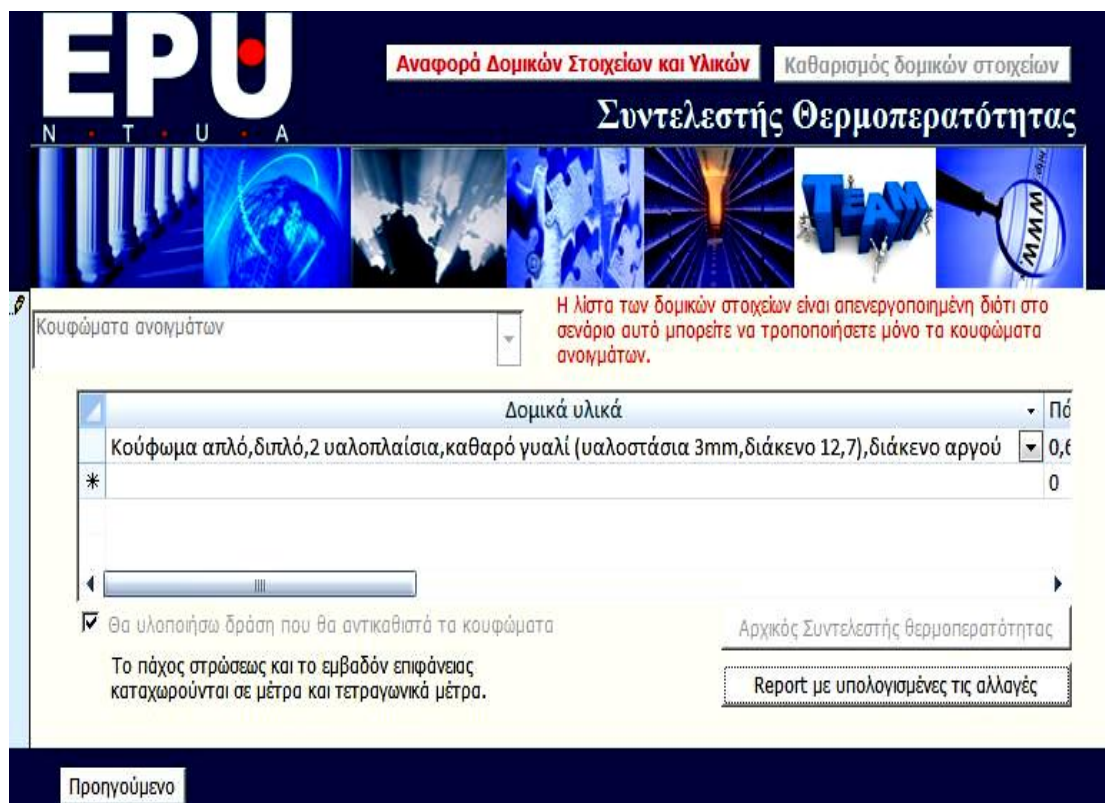 EPU
N T U A
Αναφορά Δομικών Στοιχείων και Υλικών
Καθαρισμός δομικών στοιχείων
Συντελεστής Θερμοπερατότητας
TEAM
WWW.
Κουφώματα ανοιγμάτων
Η λίστα των δομικών στοιχείων είναι απενεργοποιημένη διότι στο
σενάριο αυτό μπορείτε να τροποποιήσετε μόνο τα κουφώματα
ανοιγμάτων.
Δομικά υλικά
Πά
Κούφωμα απλό,διπλό,2 υαλοπλαίσια,καθαρό γυαλί (υαλοστάσια 3mm,διάκενο 12,7),διάκενο αργού
0,6
* 0
Θα υλοποιήσω δράση που θα αντικαθιστά τα κουφώματα
Αρχικός Συντελεστής θερμοπερατότητας
Το πάχος στρώσεως και το εμβαδόν επιφάνειας
καταχωρούνται σε μέτρα και τετραγωνικά μέτρα.
Report με υπολογισμένες τις αλλαγές
Προηγούμενο